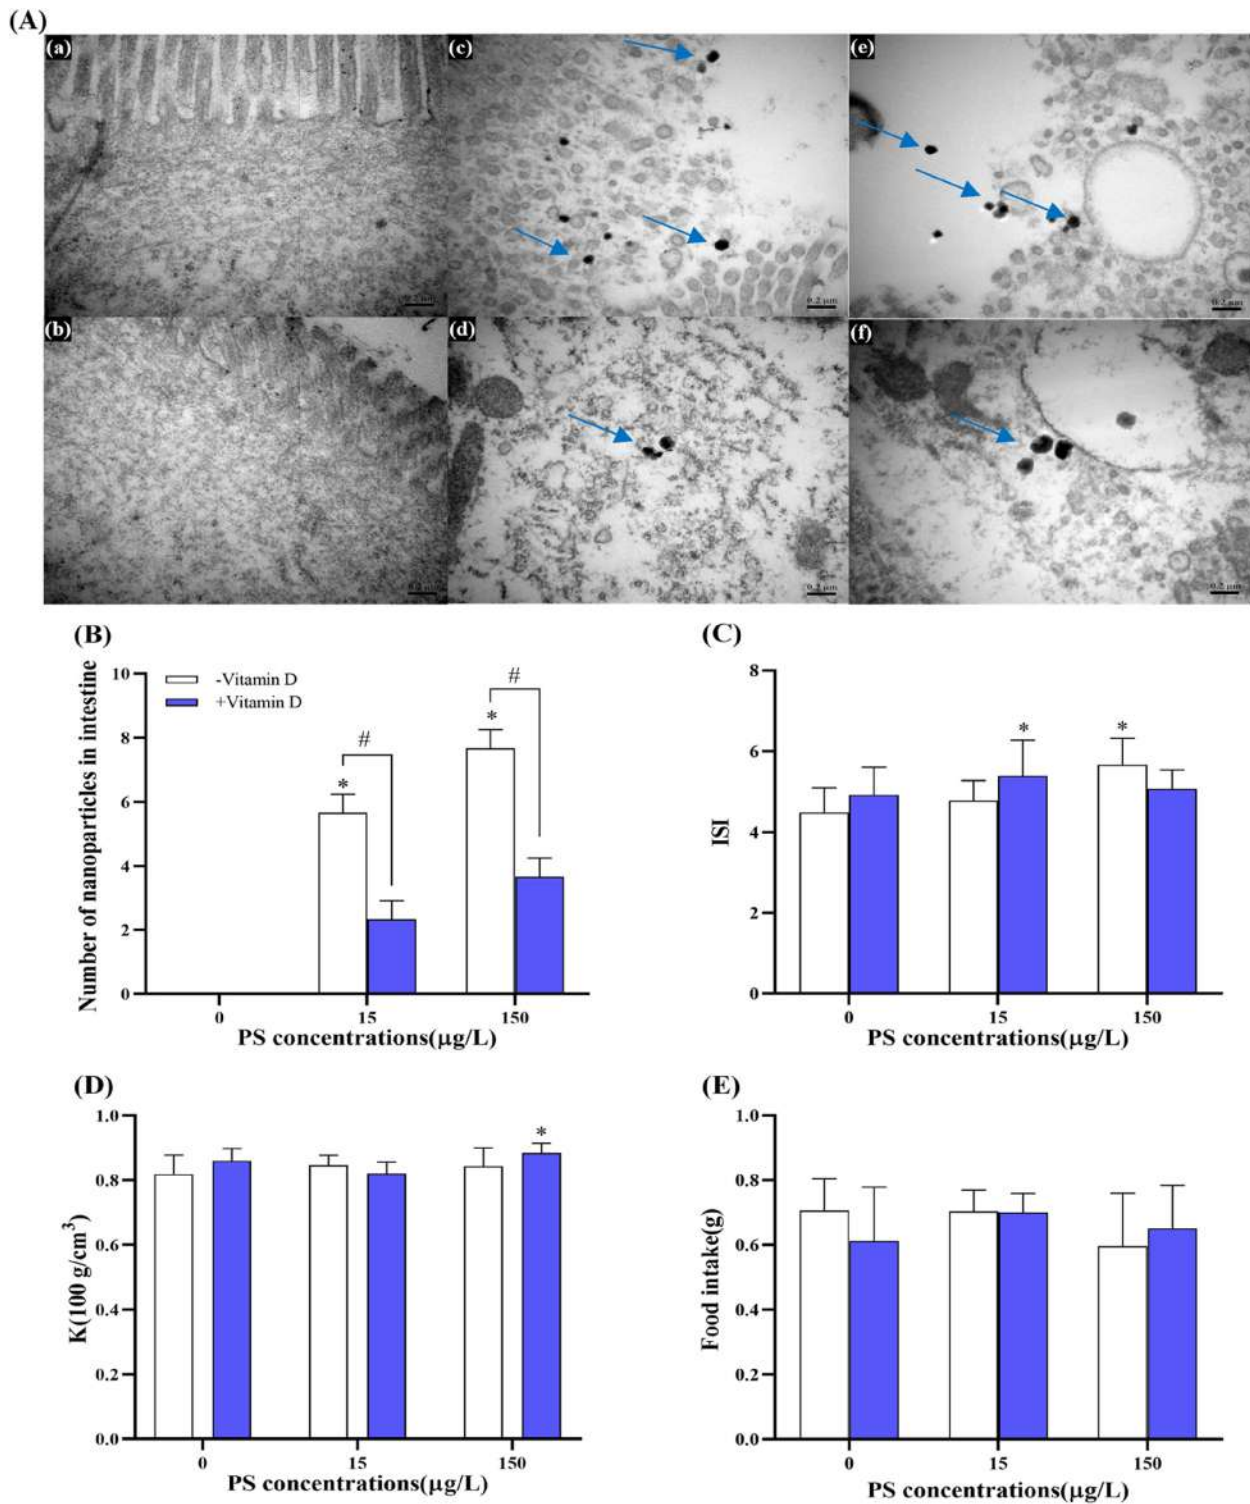 (A)
(a)
(c)
(e)
0.2 μm
0.2 μm
0.2 μm
(b)
(d)
(f)
0.2 μm
0.2 μm
0.2 μm
(B)
Number of nanoparticles in intestine
10
8
6
4
2
0
-Vitamin D
+Vitamin D
#
#
*
*
0
15
150
PS concentrations(μg/L)
(C)
ISI
8
6
4
2
0
*
*
0
15
150
PS concentrations(μg/L)
(D)
K(100 g/cm³)
1.0
0.8
0.6
0.4
0.2
0.0
*
0
15
150
PS concentrations(μg/L)
(E)
Food intake(g)
1.0
0.8
0.6
0.4
0.2
0.0
0
15
150
PS concentrations(μg/L)